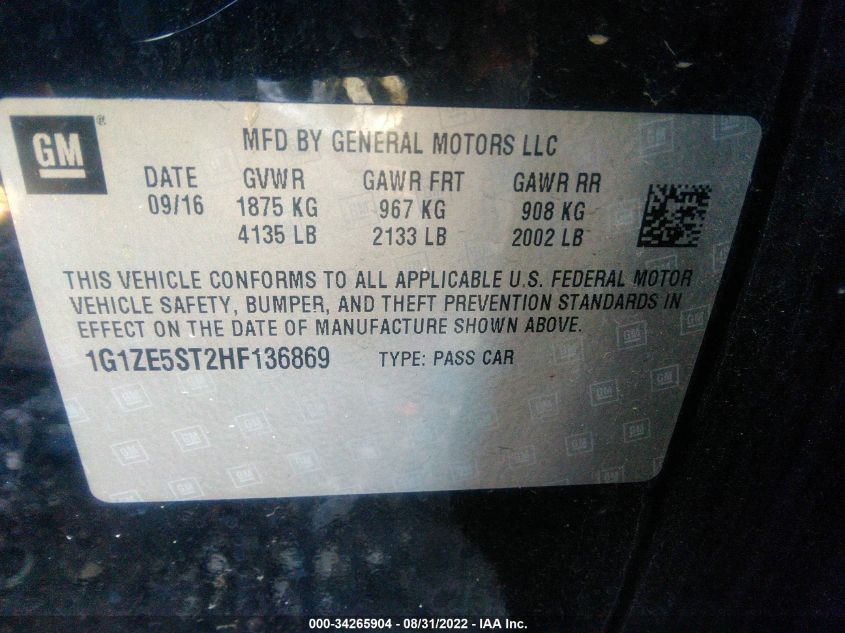 GM®
MFD BY GENERAL MOTORS LLC
DATE GVWR GAWR FRT GAWR RR
09/16 1875 KG 967 KG 908 KG
4135 LB 2133 LB 2002 LB
THIS VEHICLE CONFORMS TO ALL APPLICABLE U.S. FEDERAL MOTOR
VEHICLE SAFETY, BUMPER, AND THEFT PREVENTION STANDARDS IN
EFFECT ON THE DATE OF MANUFACTURE SHOWN ABOVE.
1G1ZE5ST2HF136869 TYPE: PASS CAR
000-34265904 - 08/31/2022 - IAA Inc.